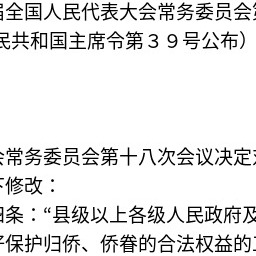 届全国人民代表大会常务委员会第
民共和国主席令第３９号公布）
会常务委员会第十八次会议决定对
下修改：
四条：“县级以上各级人民政府及
好保护归侨、侨眷的合法权益的工